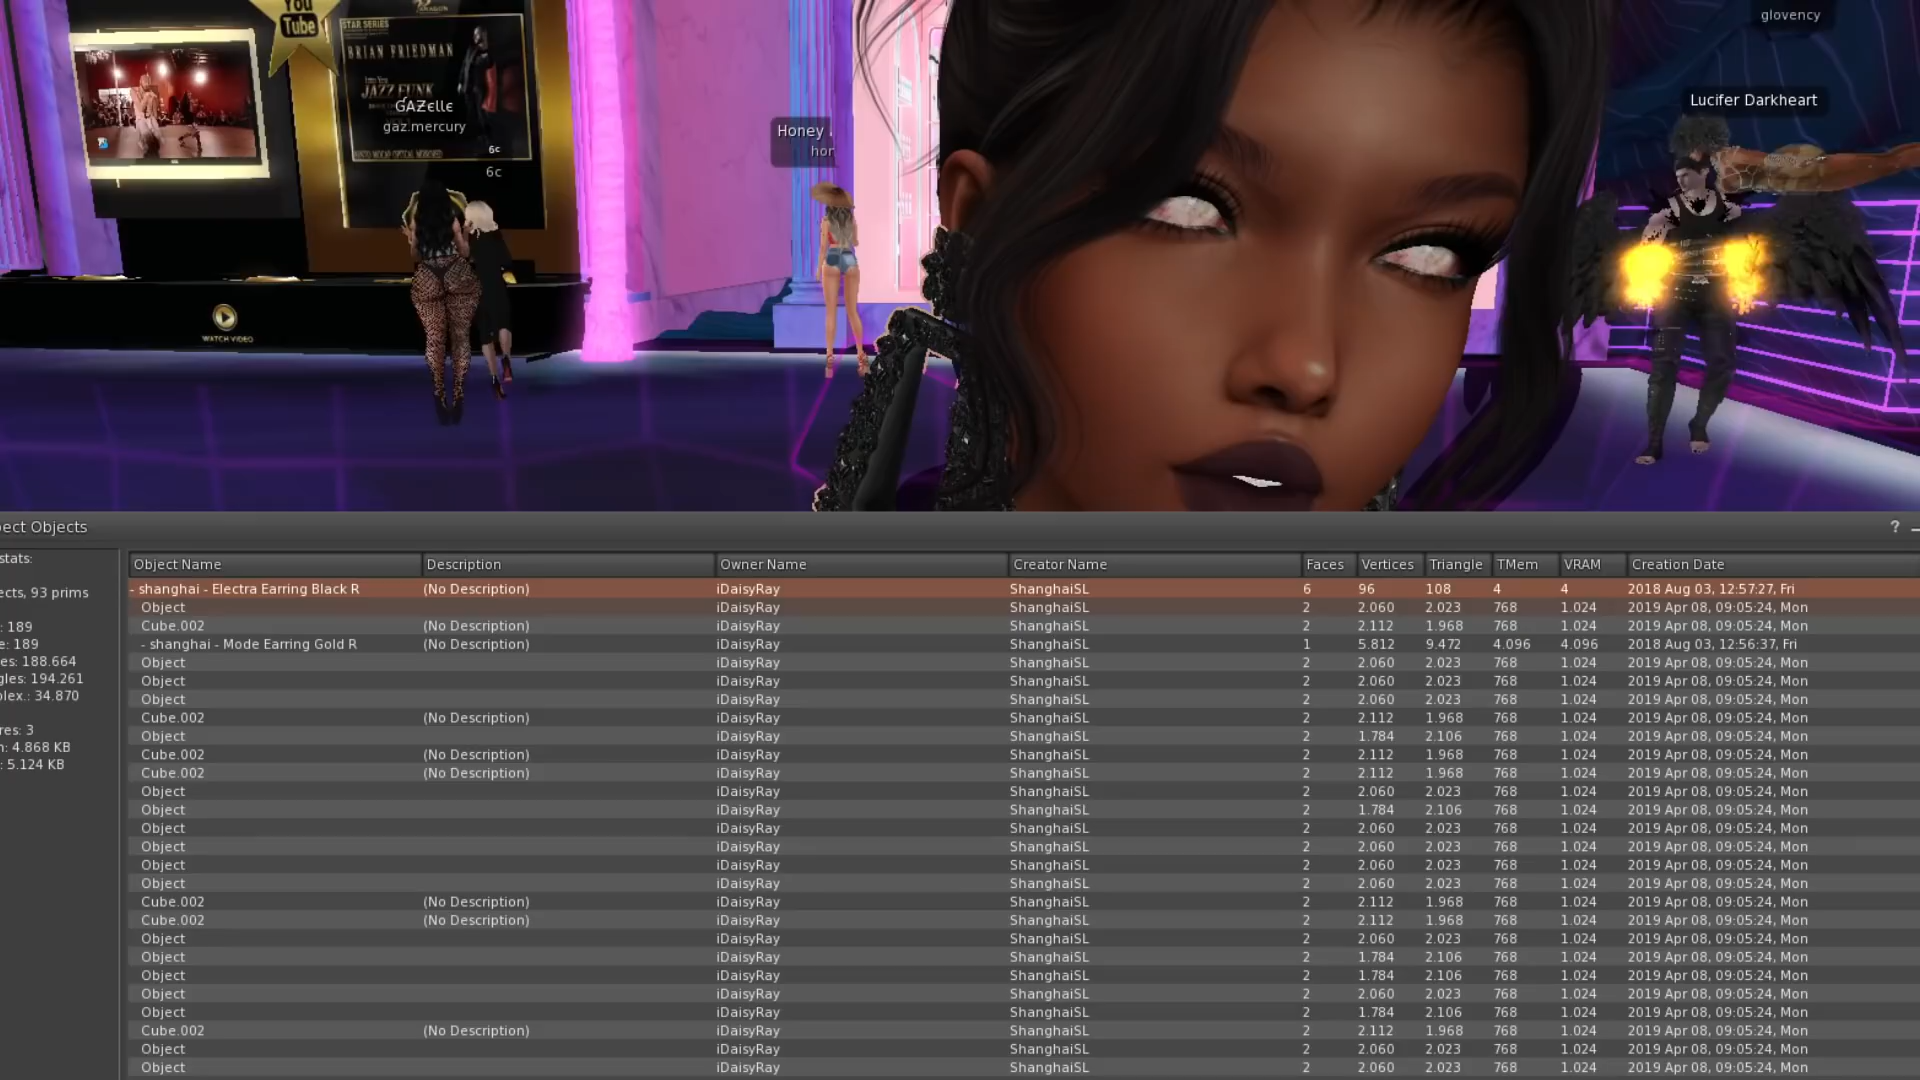 You
Tube
STAR SERIES
BRIAN FRIEDMAN
JAZZ FUNK
GAZєllє
gaz.mercury
6c
6c
WATCH VIDEO
Honey
hor
glovency
Lucifer Darkheart
ect Objects
?
stats:
ects, 93 prims
: 189
e: 189
es: 188.664
gles: 194.261
plex.: 34.870
res: 3
n: 4.868 KB
: 5.124 KB
Object Name Description Owner Name Creator Name Faces Vertices Triangle TMem VRAM Creation Date
- shanghai - Electra Earring Black R (No Description) iDaisyRay ShanghaiSL 6 96 108 4 4 2018 Aug 03, 12:57:27, Fri
Object iDaisyRay ShanghaiSL 2 2.060 2.023 768 1.024 2019 Apr 08, 09:05:24, Mon
Cube.002 (No Description) iDaisyRay ShanghaiSL 2 2.112 1.968 768 1.024 2019 Apr 08, 09:05:24, Mon
- shanghai - Mode Earring Gold R (No Description) iDaisyRay ShanghaiSL 1 5.812 9.472 4.096 4.096 2018 Aug 03, 12:56:37, Fri
Object iDaisyRay ShanghaiSL 2 2.060 2.023 768 1.024 2019 Apr 08, 09:05:24, Mon
Object iDaisyRay ShanghaiSL 2 2.060 2.023 768 1.024 2019 Apr 08, 09:05:24, Mon
Object iDaisyRay ShanghaiSL 2 2.060 2.023 768 1.024 2019 Apr 08, 09:05:24, Mon
Cube.002 (No Description) iDaisyRay ShanghaiSL 2 2.112 1.968 768 1.024 2019 Apr 08, 09:05:24, Mon
Object iDaisyRay ShanghaiSL 2 1.784 2.106 768 1.024 2019 Apr 08, 09:05:24, Mon
Cube.002 (No Description) iDaisyRay ShanghaiSL 2 2.112 1.968 768 1.024 2019 Apr 08, 09:05:24, Mon
Cube.002 (No Description) iDaisyRay ShanghaiSL 2 2.112 1.968 768 1.024 2019 Apr 08, 09:05:24, Mon
Object iDaisyRay ShanghaiSL 2 2.060 2.023 768 1.024 2019 Apr 08, 09:05:24, Mon
Object iDaisyRay ShanghaiSL 2 1.784 2.106 768 1.024 2019 Apr 08, 09:05:24, Mon
Object iDaisyRay ShanghaiSL 2 2.060 2.023 768 1.024 2019 Apr 08, 09:05:24, Mon
Object iDaisyRay ShanghaiSL 2 2.060 2.023 768 1.024 2019 Apr 08, 09:05:24, Mon
Object iDaisyRay ShanghaiSL 2 2.060 2.023 768 1.024 2019 Apr 08, 09:05:24, Mon
Object iDaisyRay ShanghaiSL 2 2.060 2.023 768 1.024 2019 Apr 08, 09:05:24, Mon
Cube.002 (No Description) iDaisyRay ShanghaiSL 2 2.112 1.968 768 1.024 2019 Apr 08, 09:05:24, Mon
Cube.002 (No Description) iDaisyRay ShanghaiSL 2 2.112 1.968 768 1.024 2019 Apr 08, 09:05:24, Mon
Object iDaisyRay ShanghaiSL 2 2.060 2.023 768 1.024 2019 Apr 08, 09:05:24, Mon
Object iDaisyRay ShanghaiSL 2 1.784 2.106 768 1.024 2019 Apr 08, 09:05:24, Mon
Object iDaisyRay ShanghaiSL 2 1.784 2.106 768 1.024 2019 Apr 08, 09:05:24, Mon
Object iDaisyRay ShanghaiSL 2 2.060 2.023 768 1.024 2019 Apr 08, 09:05:24, Mon
Object iDaisyRay ShanghaiSL 2 1.784 2.106 768 1.024 2019 Apr 08, 09:05:24, Mon
Cube.002 (No Description) iDaisyRay ShanghaiSL 2 2.112 1.968 768 1.024 2019 Apr 08, 09:05:24, Mon
Object iDaisyRay ShanghaiSL 2 2.060 2.023 768 1.024 2019 Apr 08, 09:05:24, Mon
Object iDaisyRay ShanghaiSL 2 2.060 2.023 768 1.024 2019 Apr 08, 09:05:24, Mon